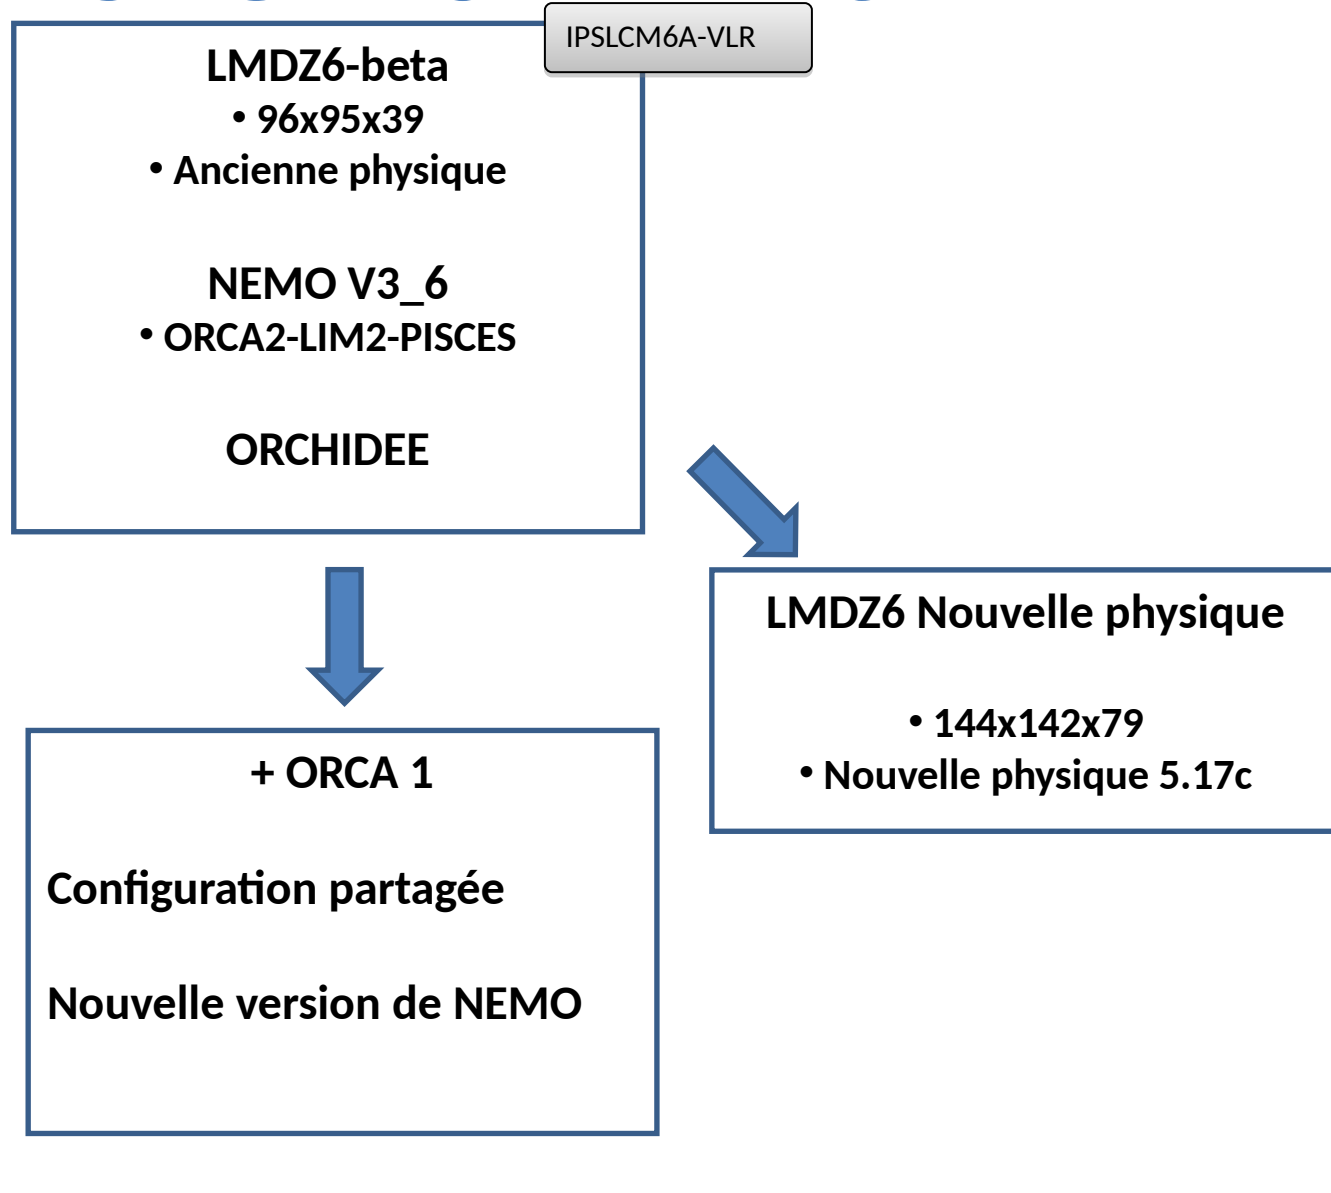 IPSLCM6A-VLR
LMDZ6-beta
• 96x95x39
• Ancienne physique
NEMO V3_6
• ORCA2-LIM2-PISCES
ORCHIDEE
LMDZ6 Nouvelle physique
• 144x142x79
• Nouvelle physique 5.17c
+ ORCA 1
Configuration partagée
Nouvelle version de NEMO